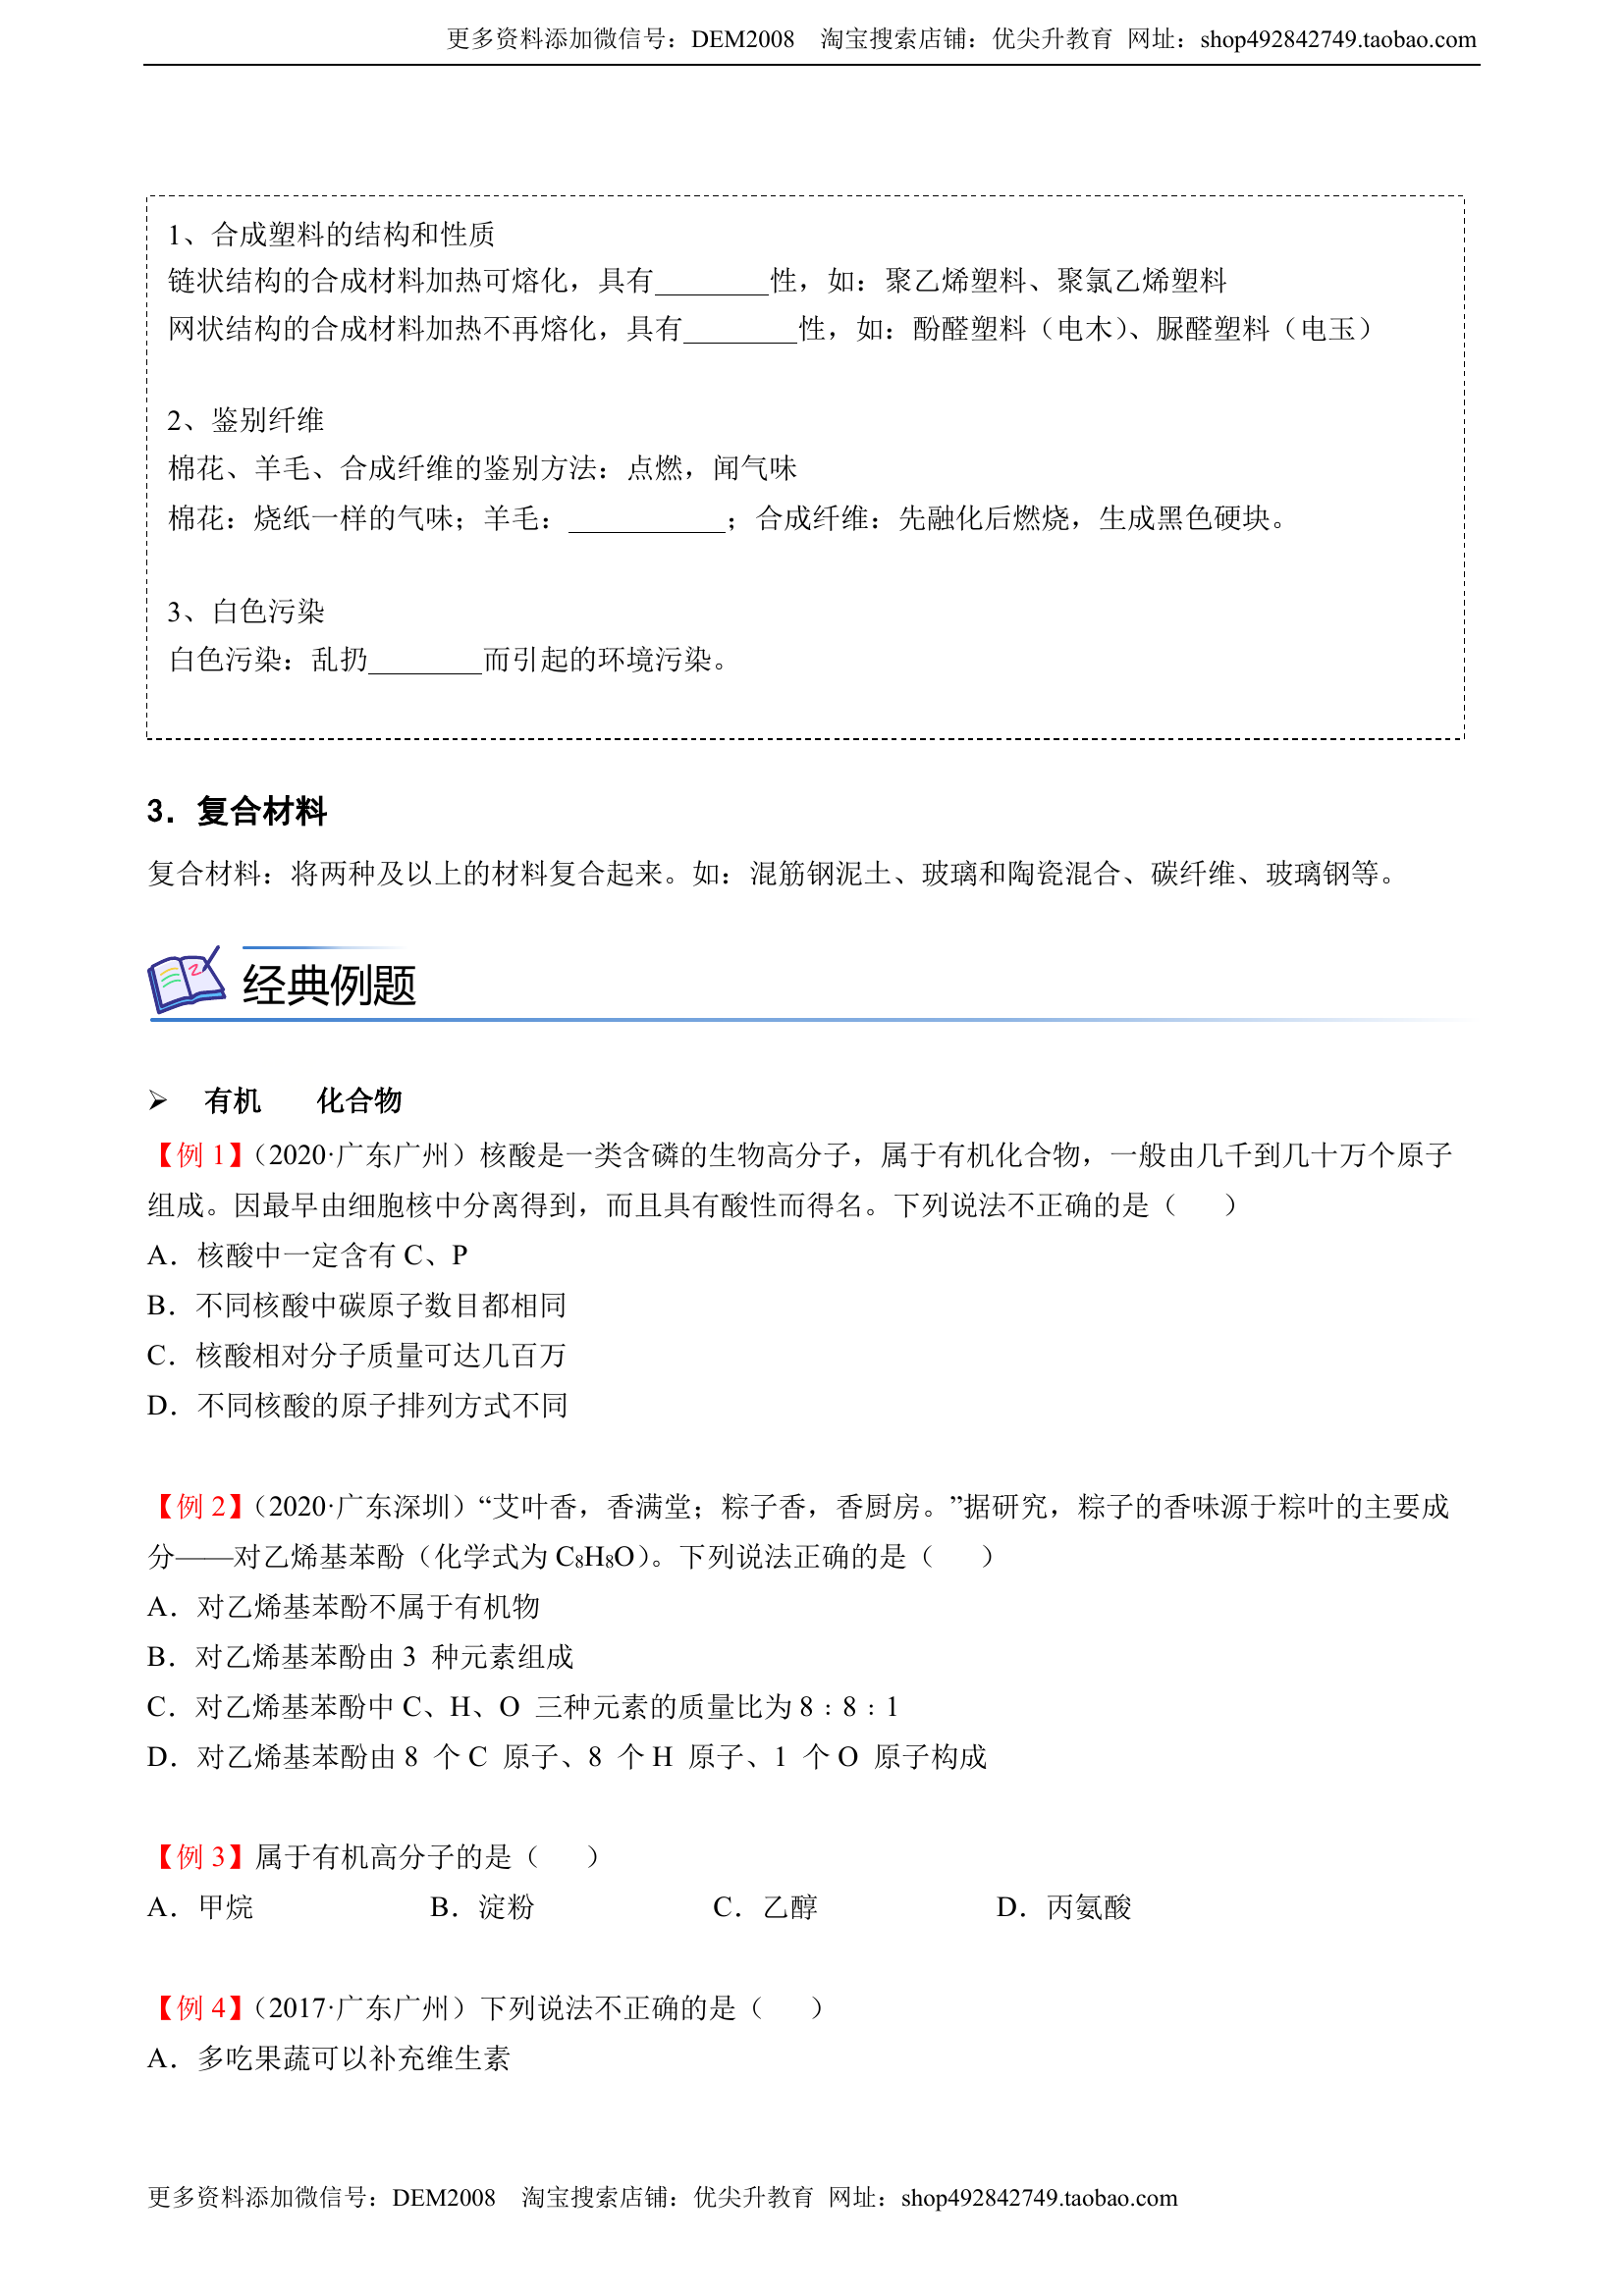 更多资料添加微信号：DEM2008 淘宝搜索店铺：优尖升教育 网址：shop492842749.taobao.com
1、合成塑料的结构和性质
链状结构的合成材料加热可熔化，具有________性，如：聚乙烯塑料、聚氯乙烯塑料
网状结构的合成材料加热不再熔化，具有________性，如：酚醛塑料（电木）、脲醛塑料（电玉）
2、鉴别纤维
棉花、羊毛、合成纤维的鉴别方法：点燃，闻气味
棉花：烧纸一样的气味；羊毛：___________；合成纤维：先融化后燃烧，生成黑色硬块。
3、白色污染
白色污染：乱扔________而引起的环境污染。
3．复合材料
复合材料：将两种及以上的材料复合起来。如：混筋钢泥土、玻璃和陶瓷混合、碳纤维、玻璃钢等。
经典例题
➢ 有机 化合物
【例 1】（2020·广东广州）核酸是一类含磷的生物高分子，属于有机化合物，一般由几千到几十万个原子
组成。因最早由细胞核中分离得到，而且具有酸性而得名。下列说法不正确的是（ ）
A．核酸中一定含有 C、P
B．不同核酸中碳原子数目都相同
C．核酸相对分子质量可达几百万
D．不同核酸的原子排列方式不同
【例 2】（2020·广东深圳）“艾叶香，香满堂；粽子香，香厨房。”据研究，粽子的香味源于粽叶的主要成
分——对乙烯基苯酚（化学式为 C₈H₈O）。下列说法正确的是（ ）
A．对乙烯基苯酚不属于有机物
B．对乙烯基苯酚由 3 种元素组成
C．对乙烯基苯酚中 C、H、O 三种元素的质量比为 8﹕8﹕1
D．对乙烯基苯酚由 8 个 C 原子、8 个 H 原子、1 个 O 原子构成
【例 3】属于有机高分子的是（ ）
A．甲烷 B．淀粉 C．乙醇 D．丙氨酸
【例 4】（2017·广东广州）下列说法不正确的是（ ）
A．多吃果蔬可以补充维生素
更多资料添加微信号：DEM2008 淘宝搜索店铺：优尖升教育 网址：shop492842749.taobao.com